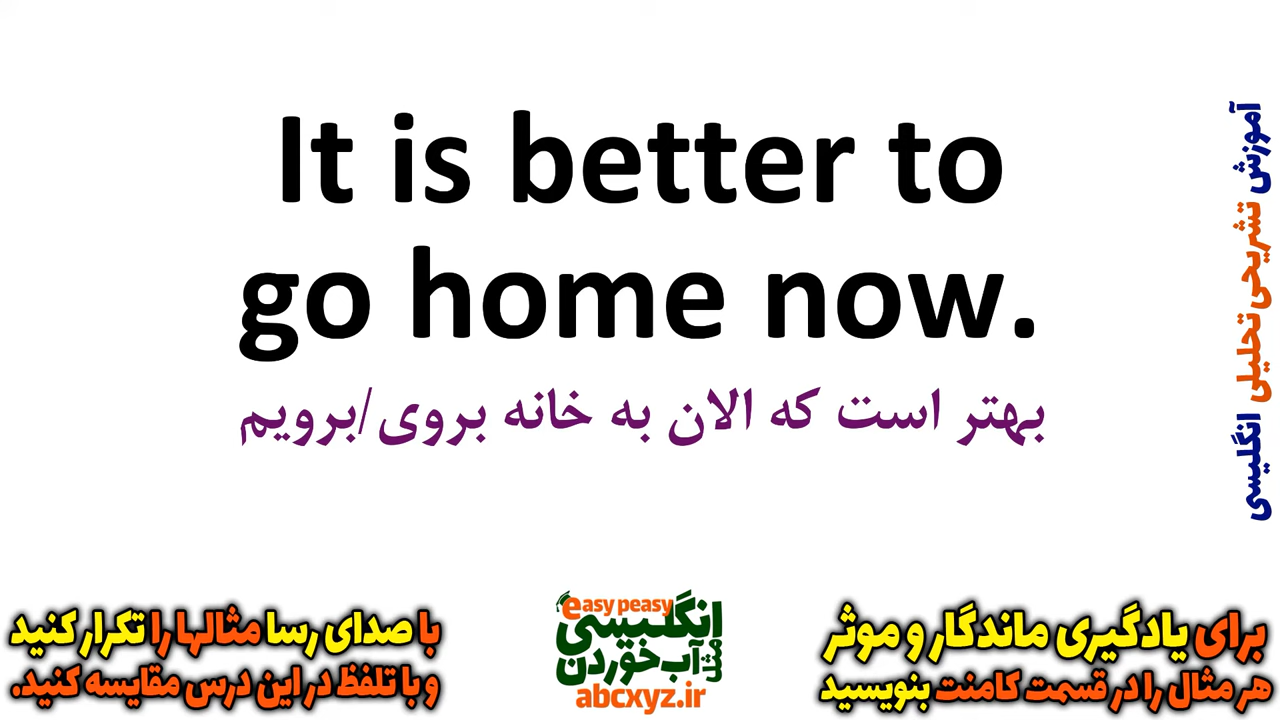 It is better to
go home now.
بهتر است که الان به خانه بروی/برویم
آموزش تشریحی تحلیلی انگلیسی
برای یادگیری ماندگار و موثر
هر مثال را در قسمت کامنت بنویسید
easy peasy
انگلیسی
مثل آب خوردن
abcxyz.ir
با صدای رسا مثالها را تکرار کنید
و با تلفظ در این درس مقایسه کنید.